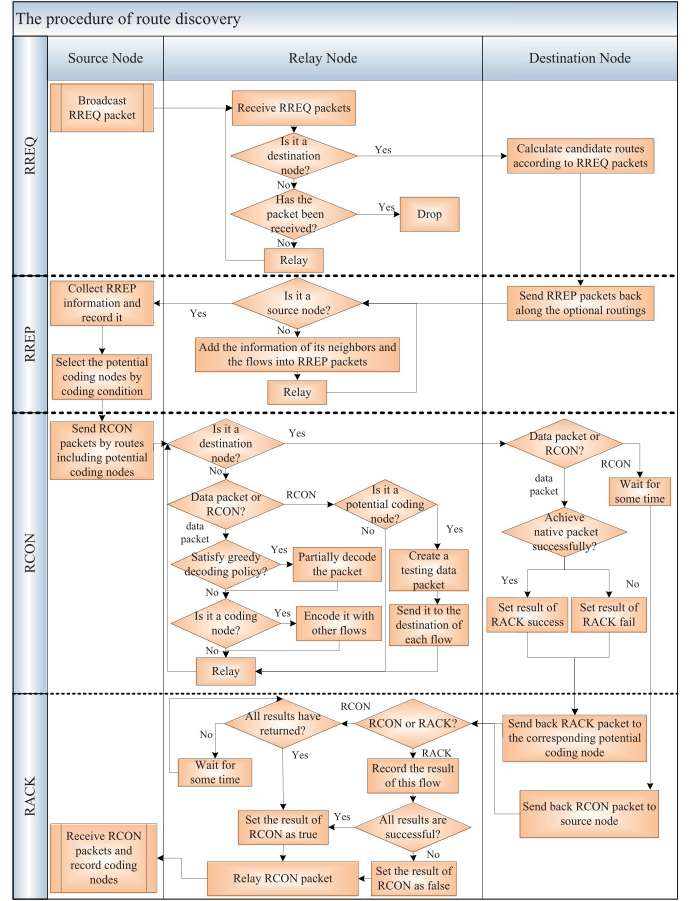 The procedure of route discovery
Source Node
Relay Node
Destination Node
RREQ
Broadcast
RREQ packet
Receive RREQ packets
Is it a
destination
node?
Yes
No
Calculate candidate routes
according to RREQ packets
Has the
packet been
received?
Yes
No
Drop
Relay
RREP
Collect RREP
information and
record it
Yes
Is it a
source node?
No
Send RREP packets back
along the optional routings
Add the information of its neighbors and
the flows into RREP packets
Relay
Select the potential
coding nodes by
coding condition
RCON
Send RCON
packets by routes
including potential
coding nodes
Is it a
destination
node?
Yes
No
Data packet or
RCON?
RCON
data
packet
Wait for
some time
Data packet or
RCON?
RCON
data
packet
Is it a
potential coding
node?
No
Yes
Achieve
native packet
successfully?
Yes
No
Satisfy greedy
decoding policy?
Yes
No
Partially decode
the packet
Create a
testing data
packet
Set result of
RACK success
Set result of
RACK fail
Is it a coding
node?
Yes
No
Encode it with
other flows
Send it to the
destination of
each flow
Relay
RACK
All results have
returned?
No
Yes
RCON
RCON or RACK?
RACK
Send back RACK packet to
the corresponding potential
coding node
Wait for
some time
Record the result
of this flow
Send back RCON packet to
source node
Set the result of
RCON as true
Yes
All results are
successful?
No
Receive RCON
packets and
record coding
nodes
Relay RCON packet
Set the result of
RCON as false